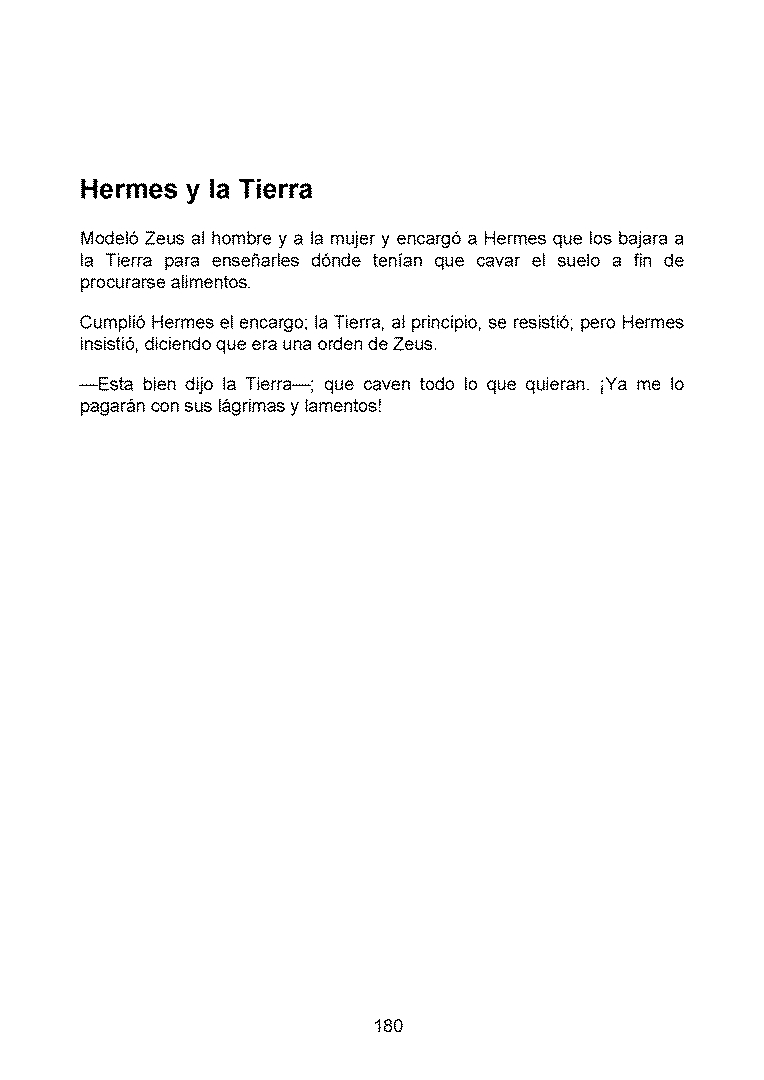 Hermes y la Tierra
Modeló Zeus al hombre y a la mujer y encargó a Hermes que los bajara a
la Tierra para enseñarles dónde tenían que cavar el suelo a fin de
procurarse alimentos.
Cumplió Hermes el encargo; la Tierra, al principio, se resistió; pero Hermes
insistió, diciendo que era una orden de Zeus.
—Esta bien dijo la Tierra—; que caven todo lo que quieran. ¡Ya me lo
pagarán con sus lágrimas y lamentos!
180